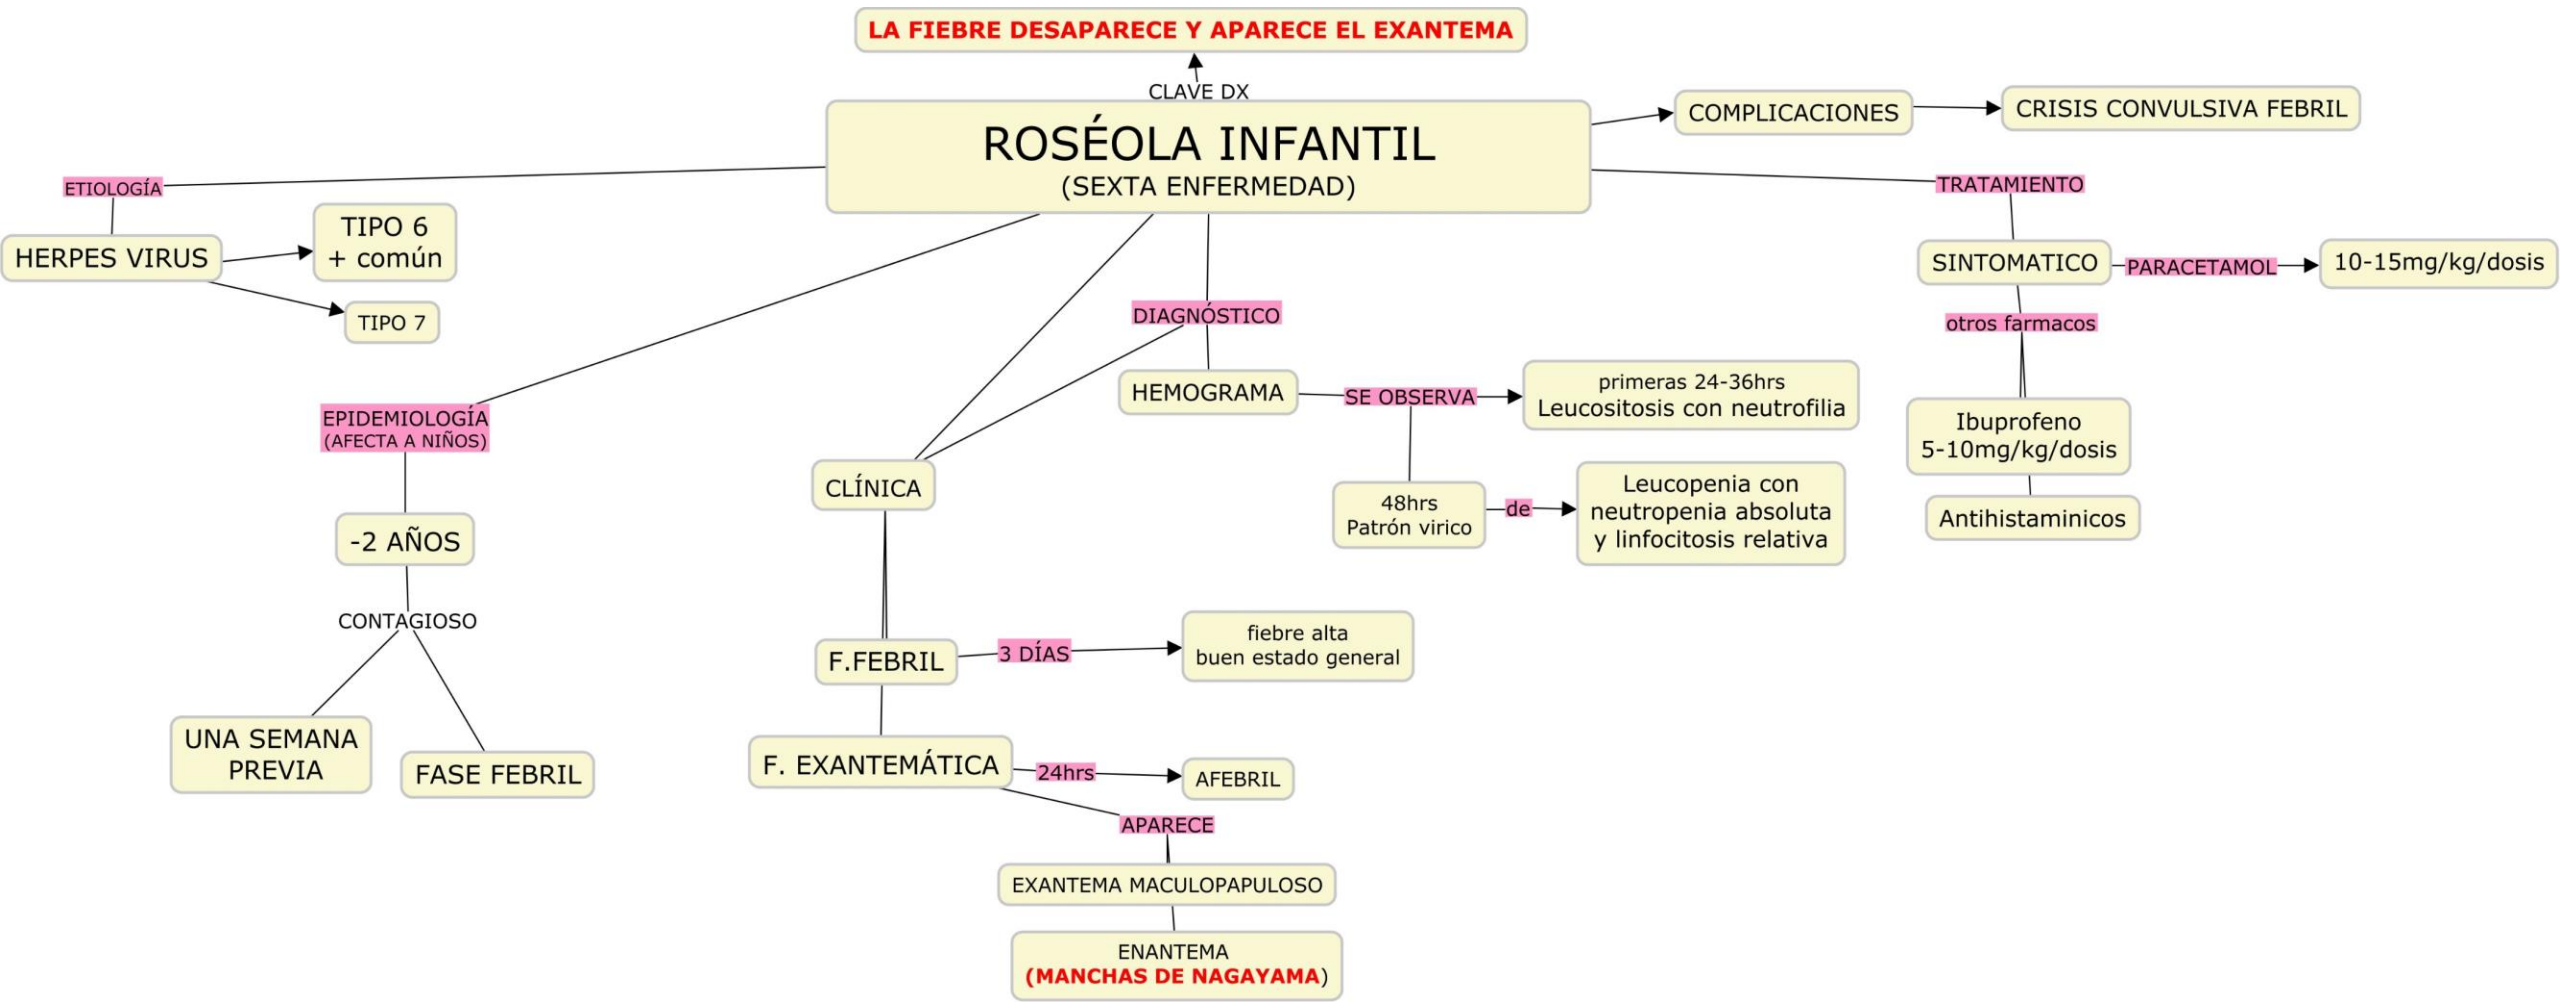 LA FIEBRE DESAPARECE Y APARECE EL EXANTEMA
CLAVE DX
ROSÉOLA INFANTIL
(SEXTA ENFERMEDAD)
COMPLICACIONES
CRISIS CONVULSIVA FEBRIL
ETIOLOGÍA
HERPES VIRUS
TIPO 6
+ común
TIPO 7
EPIDEMIOLOGÍA
(AFECTA A NIÑOS)
-2 AÑOS
CONTAGIOSO
UNA SEMANA
PREVIA
FASE FEBRIL
DIAGNÓSTICO
HEMOGRAMA
SE OBSERVA
primeras 24-36hrs
Leucositosis con neutrofilia
48hrs
Patrón virico
de
Leucopenia con
neutropenia absoluta
y linfocitosis relativa
CLÍNICA
F.FEBRIL
3 DÍAS
fiebre alta
buen estado general
F. EXANTEMÁTICA
24hrs
AFEBRIL
APARECE
EXANTEMA MACULOPAPULOSO
ENANTEMA
(MANCHAS DE NAGAYAMA)
TRATAMIENTO
SINTOMATICO
PARACETAMOL
10-15mg/kg/dosis
otros farmacos
Ibuprofeno
5-10mg/kg/dosis
Antihistaminicos